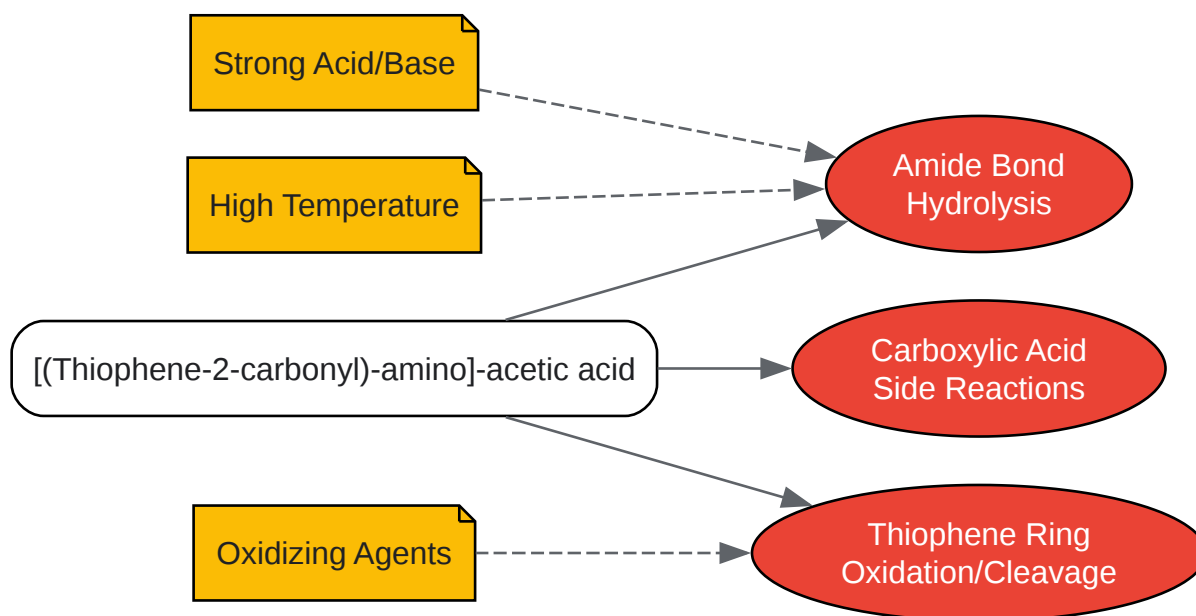 Strong Acid/Base
High Temperature
[(Thiophene-2-carbonyl)-amino]-acetic acid
Oxidizing Agents
Amide Bond
Hydrolysis
Carboxylic Acid
Side Reactions
Thiophene Ring
Oxidation/Cleavage